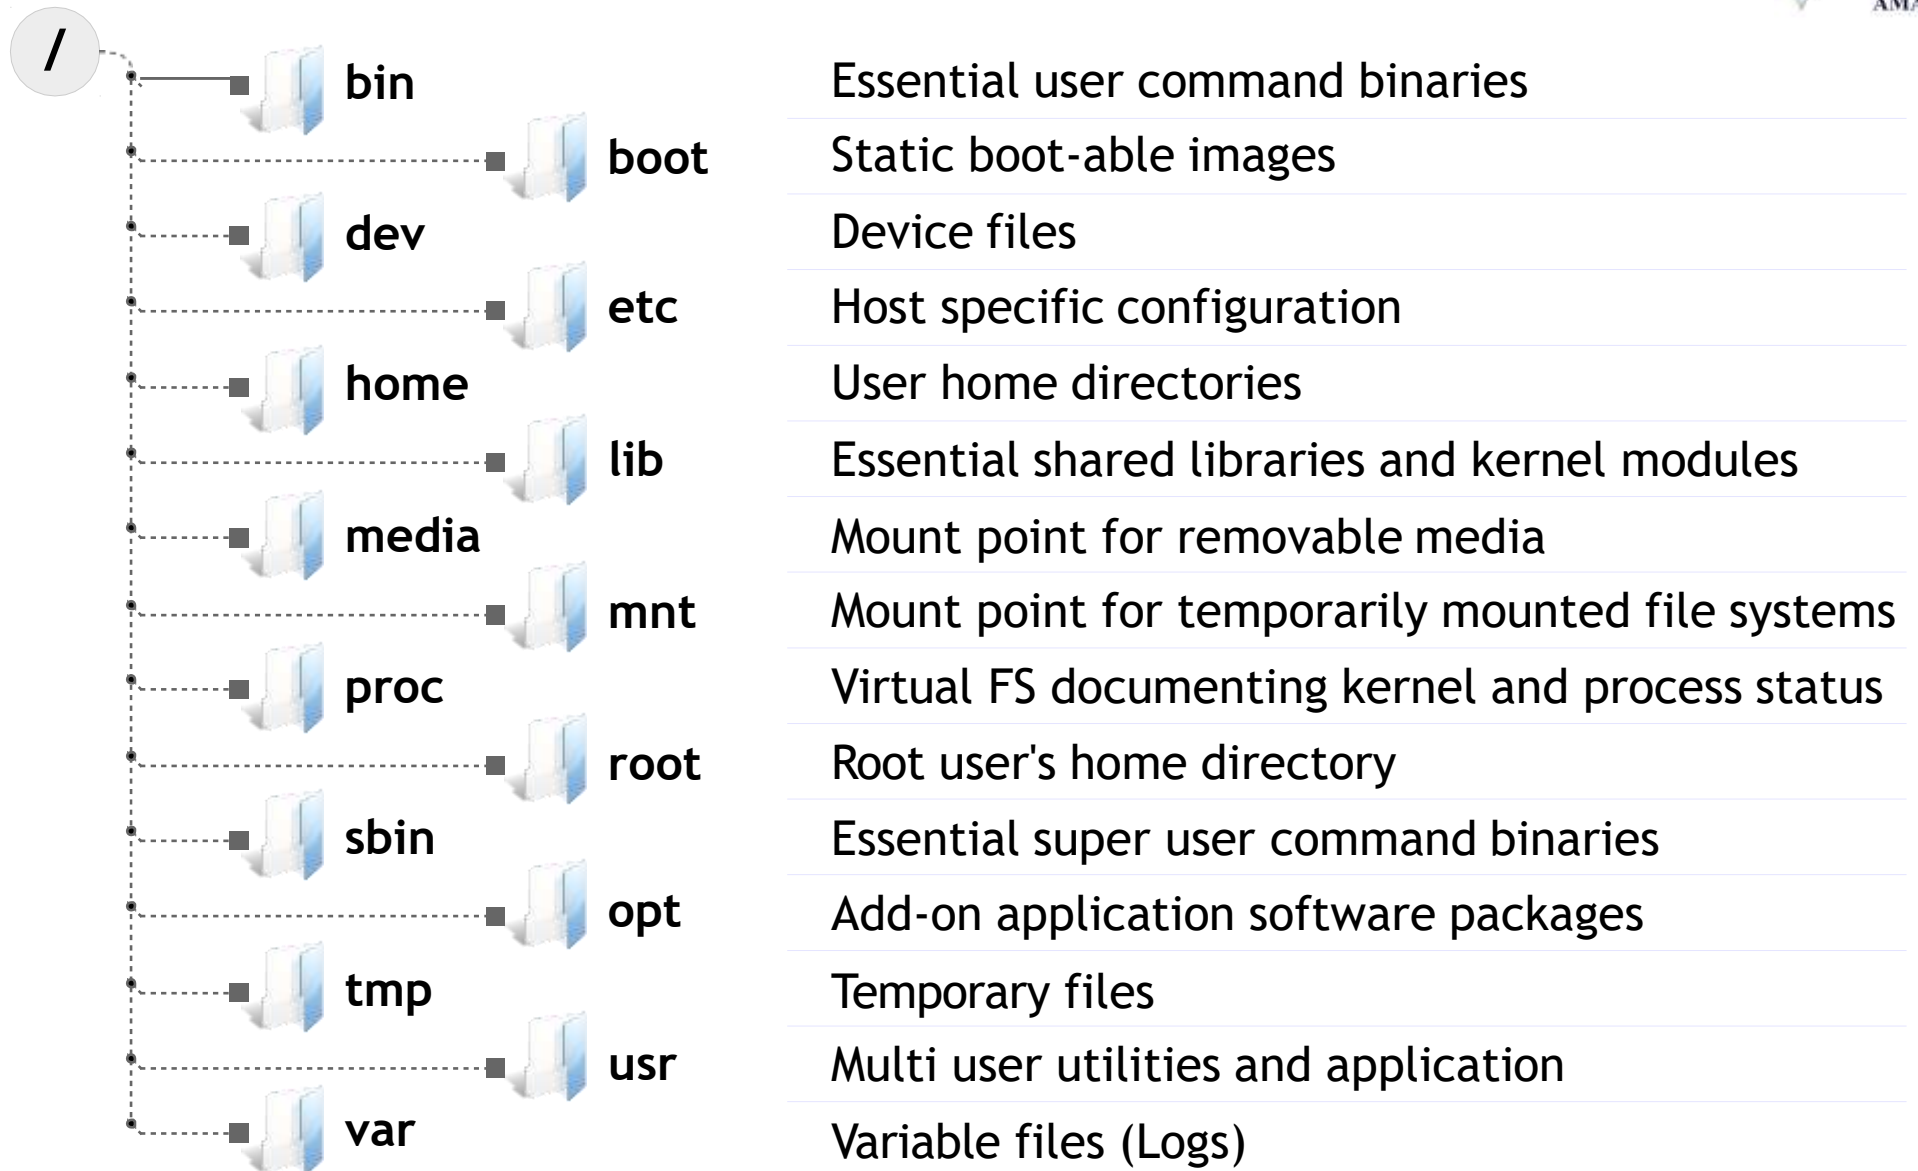 /
bin Essential user command binaries
boot Static boot-able images
dev Device files
etc Host specific configuration
home User home directories
lib Essential shared libraries and kernel modules
media Mount point for removable media
mnt Mount point for temporarily mounted file systems
proc Virtual FS documenting kernel and process status
root Root user's home directory
sbin Essential super user command binaries
opt Add-on application software packages
tmp Temporary files
usr Multi user utilities and application
var Variable files (Logs)